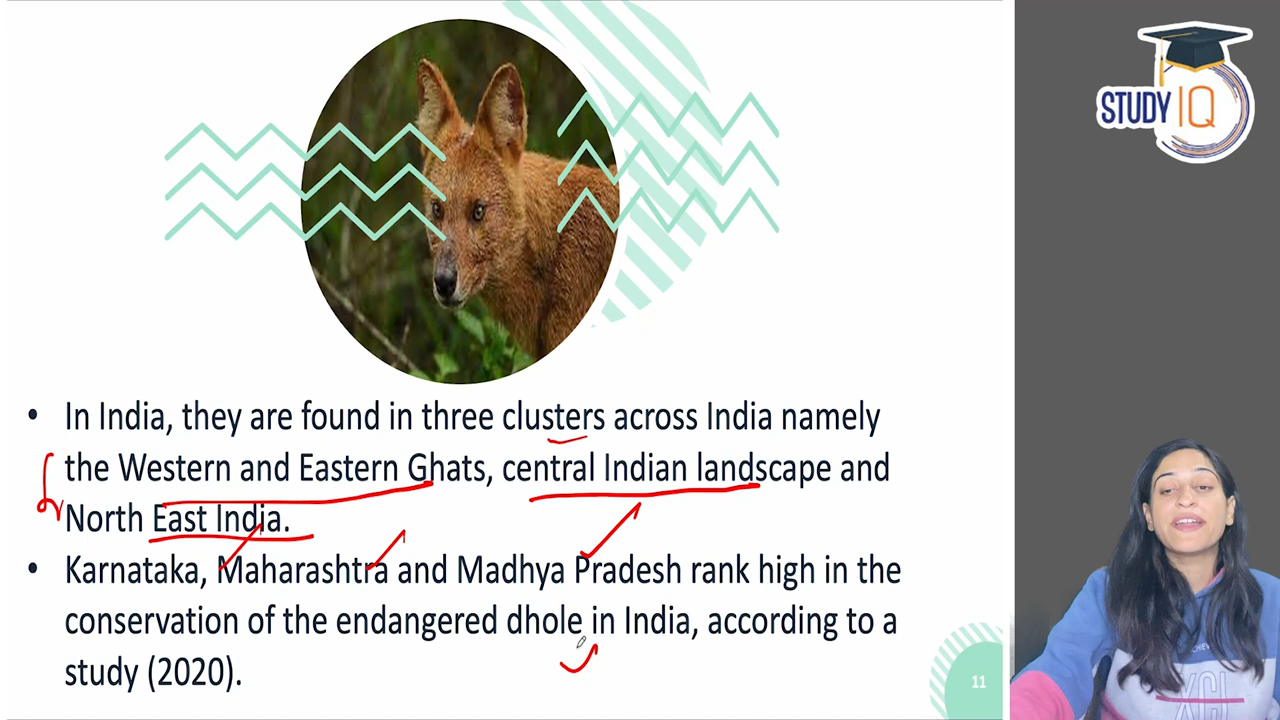 STUDY IQ
• In India, they are found in three clusters across India namely
the Western and Eastern Ghats, central Indian landscape and
North East India.
• Karnataka, Maharashtra and Madhya Pradesh rank high in the
conservation of the endangered dhole in India, according to a
study (2020).
11